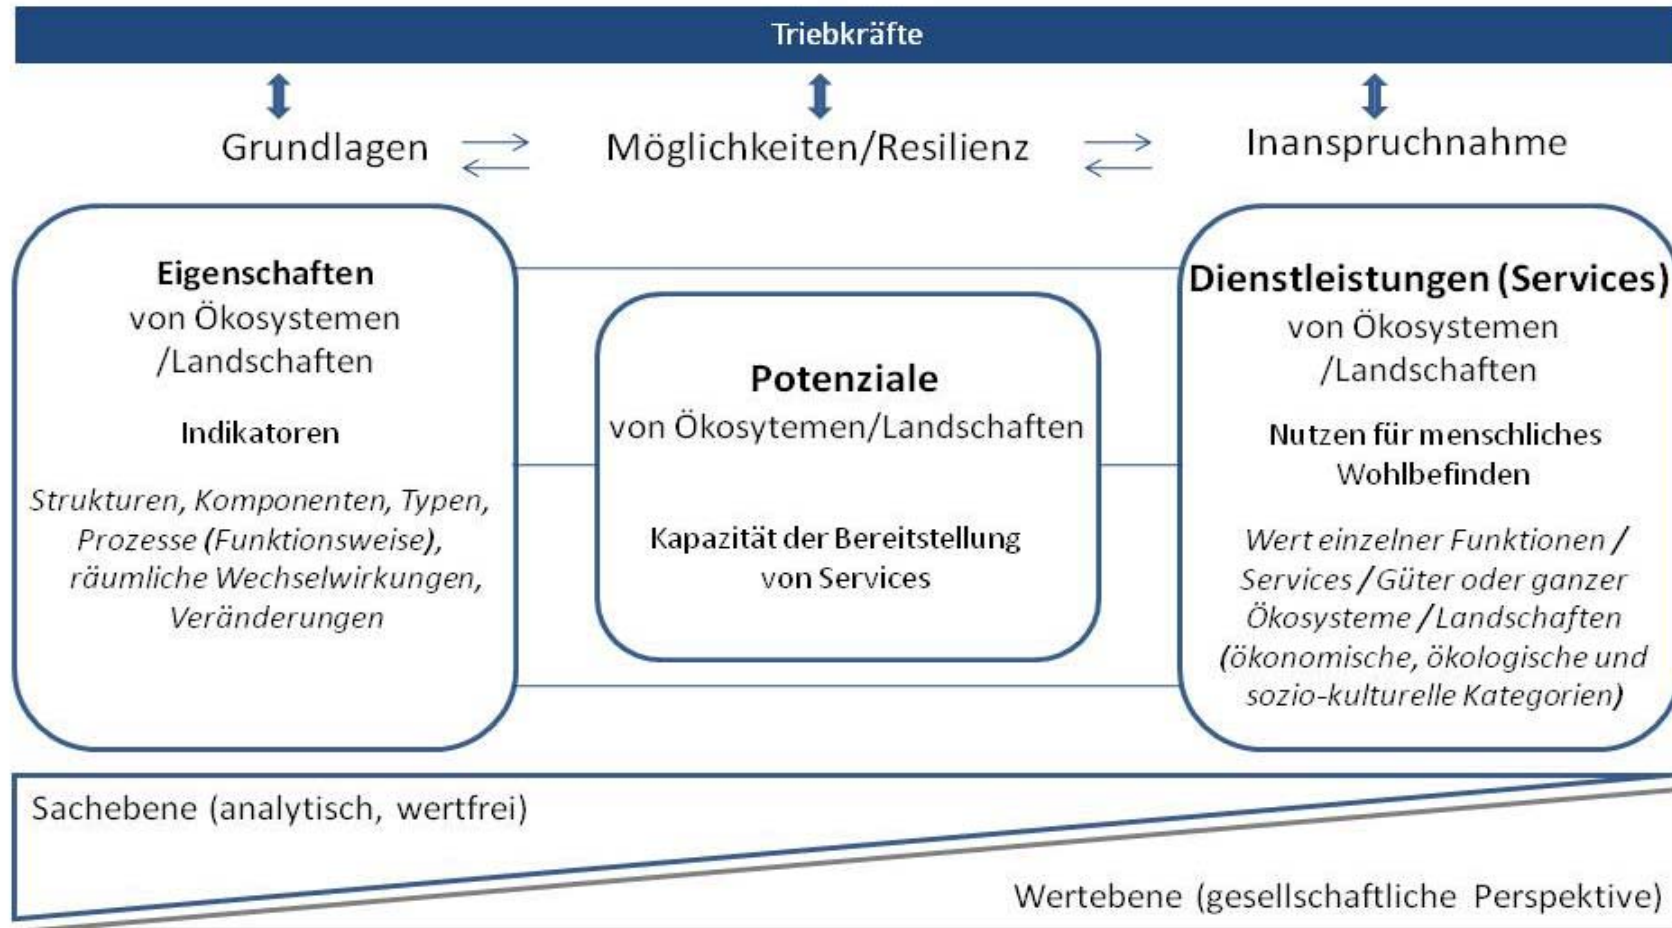 Triebkräfte
Grundlagen
Möglichkeiten/Resilienz
Inanspruchnahme
Eigenschaften
von Ökosystemen
/Landschaften
Indikatoren
Strukturen, Komponenten, Typen,
Prozesse (Funktionsweise),
räumliche Wechselwirkungen,
Veränderungen
Potenziale
von Ökosytemen/Landschaften
Kapazität der Bereitstellung
von Services
Dienstleistungen (Services)
von Ökosystemen
/Landschaften
Nutzen für menschliches
Wohlbefinden
Wert einzelner Funktionen /
Services / Güter oder ganzer
Ökosysteme / Landschaften
(ökonomische, ökologische und
sozio-kulturelle Kategorien)
Sachebene (analytisch, wertfrei)
Wertebene (gesellschaftliche Perspektive)